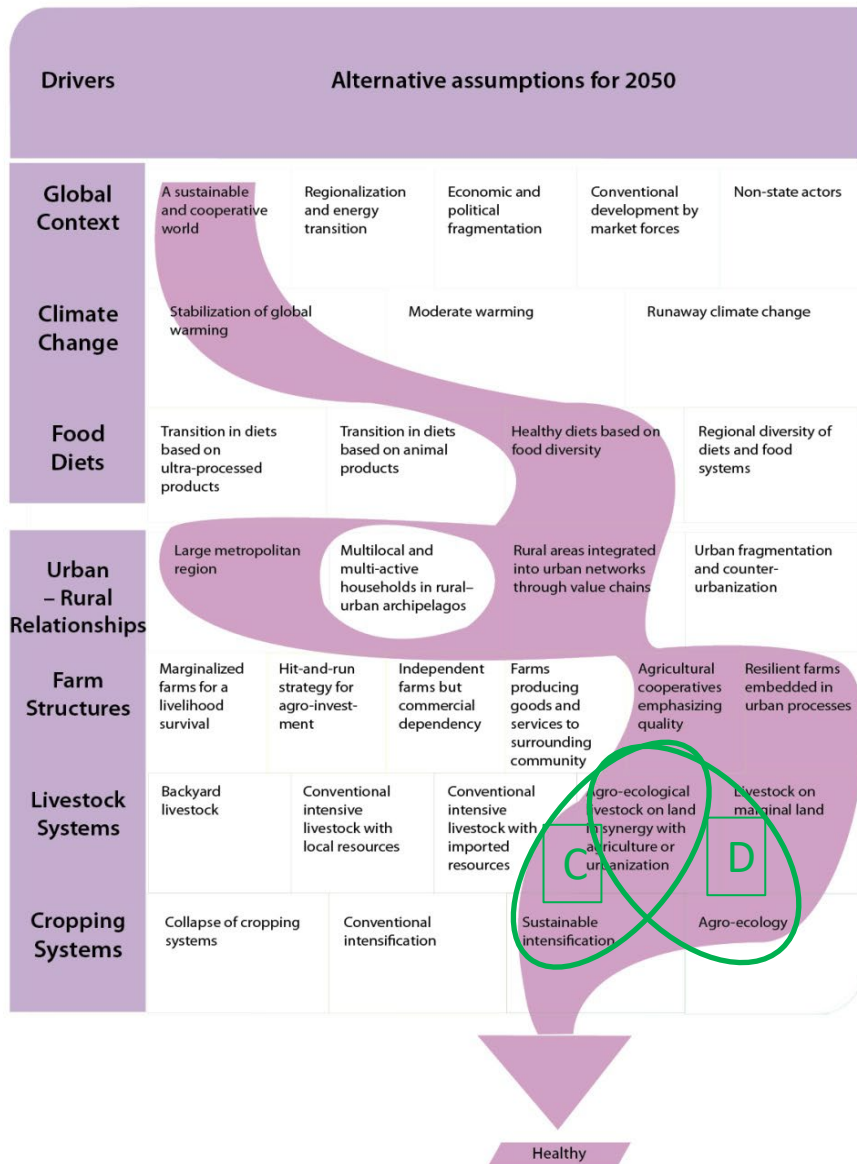 Drivers
Alternative assumptions for 2050
Global
Context
A sustainable
and cooperative
world
Regionalization
and energy
transition
Economic and
political
fragmentation
Conventional
development by
market forces
Non-state actors
Climate
Change
Stabilization of global
warming
Moderate warming
Runaway climate change
Food
Diets
Transition in diets
based on
ultra-processed
products
Transition in diets
based on animal
products
Healthy diets based on
food diversity
Regional diversity of
diets and food
systems
Urban
– Rural
Relationships
Large metropolitan
region
Multilocal and
multi-active
households in rural–
urban archipelagos
Rural areas integrated
into urban networks
through value chains
Urban fragmentation
and counter-
urbanization
Farm
Structures
Marginalized
farms for a
livelihood
survival
Hit-and-run
strategy for
agro-invest-
ment
Independent
farms but
commercial
dependency
Farms
producing
goods and
services to
surrounding
community
Agricultural
cooperatives
emphasizing
quality
Resilient farms
embedded in
urban processes
Livestock
Systems
Backyard
livestock
Conventional
intensive
livestock with
local resources
Conventional
intensive
livestock with
imported
resources
Agro-ecological
livestock on land
in synergy with
agriculture or
urbanization
Livestock on
marginal land
C
D
Cropping
Systems
Collapse of cropping
systems
Conventional
intensification
Sustainable
intensification
Agro-ecology
Healthy